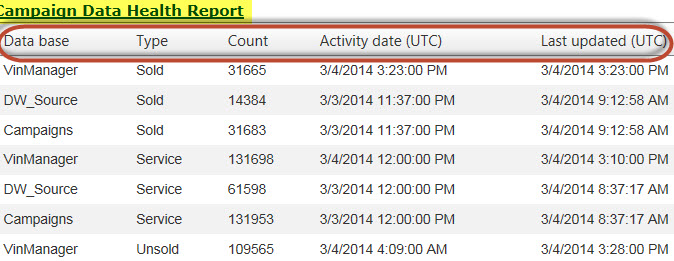 Campaign Data Health Report
Data base Type Count Activity date (UTC) Last updated (UTC)
VinManager Sold 31665 3/4/2014 3:23:00 PM 3/4/2014 3:23:00 PM
DW_Source Sold 14384 3/3/2014 11:37:00 PM 3/4/2014 9:12:58 AM
Campaigns Sold 31683 3/3/2014 11:37:00 PM 3/4/2014 9:12:58 AM
VinManager Service 131698 3/4/2014 12:00:00 PM 3/4/2014 3:10:00 PM
DW_Source Service 61598 3/3/2014 12:00:00 PM 3/4/2014 8:37:17 AM
Campaigns Service 131953 3/3/2014 12:00:00 PM 3/4/2014 8:37:17 AM
VinManager Unsold 109565 3/4/2014 4:09:00 AM 3/4/2014 3:28:00 PM